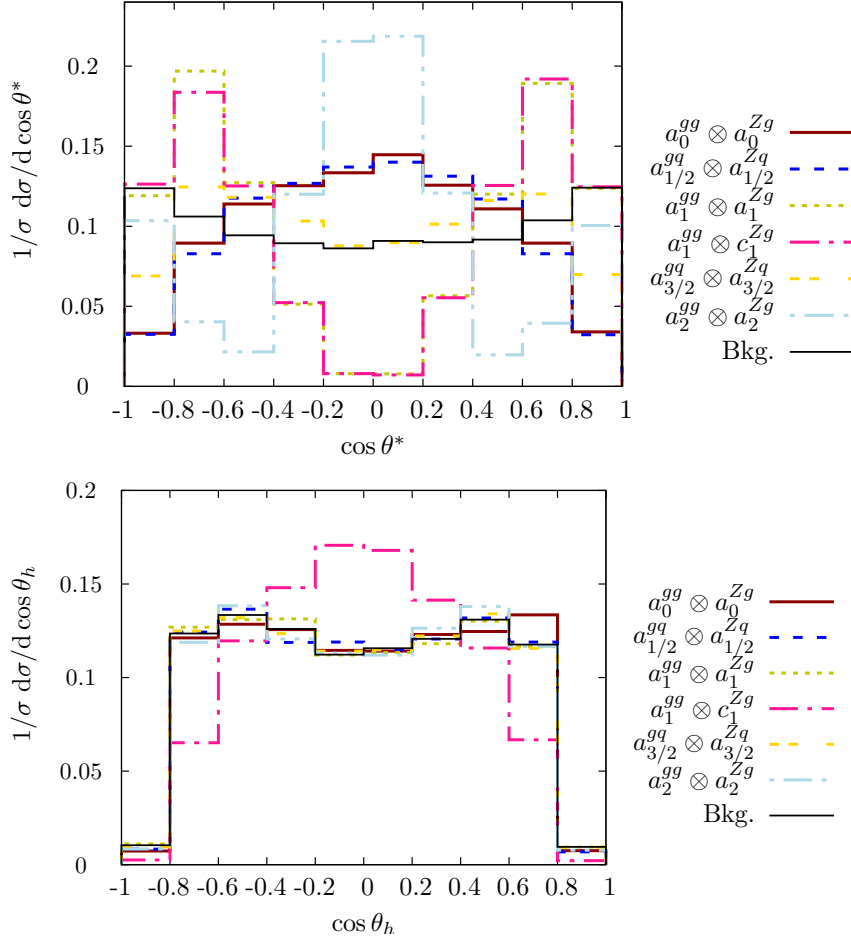 1/σ dσ/d cos θ*
0.2
0.15
0.1
0.05
0
-1 -0.8 -0.6 -0.4 -0.2 0 0.2 0.4 0.6 0.8 1
cos θ*
a_0^{gg} ⊗ a_0^{Zg}
a_{1/2}^{gq} ⊗ a_{1/2}^{Zq}
a_1^{gg} ⊗ a_1^{Zg}
a_1^{gg} ⊗ c_1^{Zg}
a_{3/2}^{gq} ⊗ a_{3/2}^{Zq}
a_2^{gg} ⊗ a_2^{Zg}
Bkg.
1/σ dσ/d cos θ_h
0.2
0.15
0.1
0.05
0
-1 -0.8 -0.6 -0.4 -0.2 0 0.2 0.4 0.6 0.8 1
cos θ_h
a_0^{gg} ⊗ a_0^{Zg}
a_{1/2}^{gq} ⊗ a_{1/2}^{Zq}
a_1^{gg} ⊗ a_1^{Zg}
a_1^{gg} ⊗ c_1^{Zg}
a_{3/2}^{gq} ⊗ a_{3/2}^{Zq}
a_2^{gg} ⊗ a_2^{Zg}
Bkg.